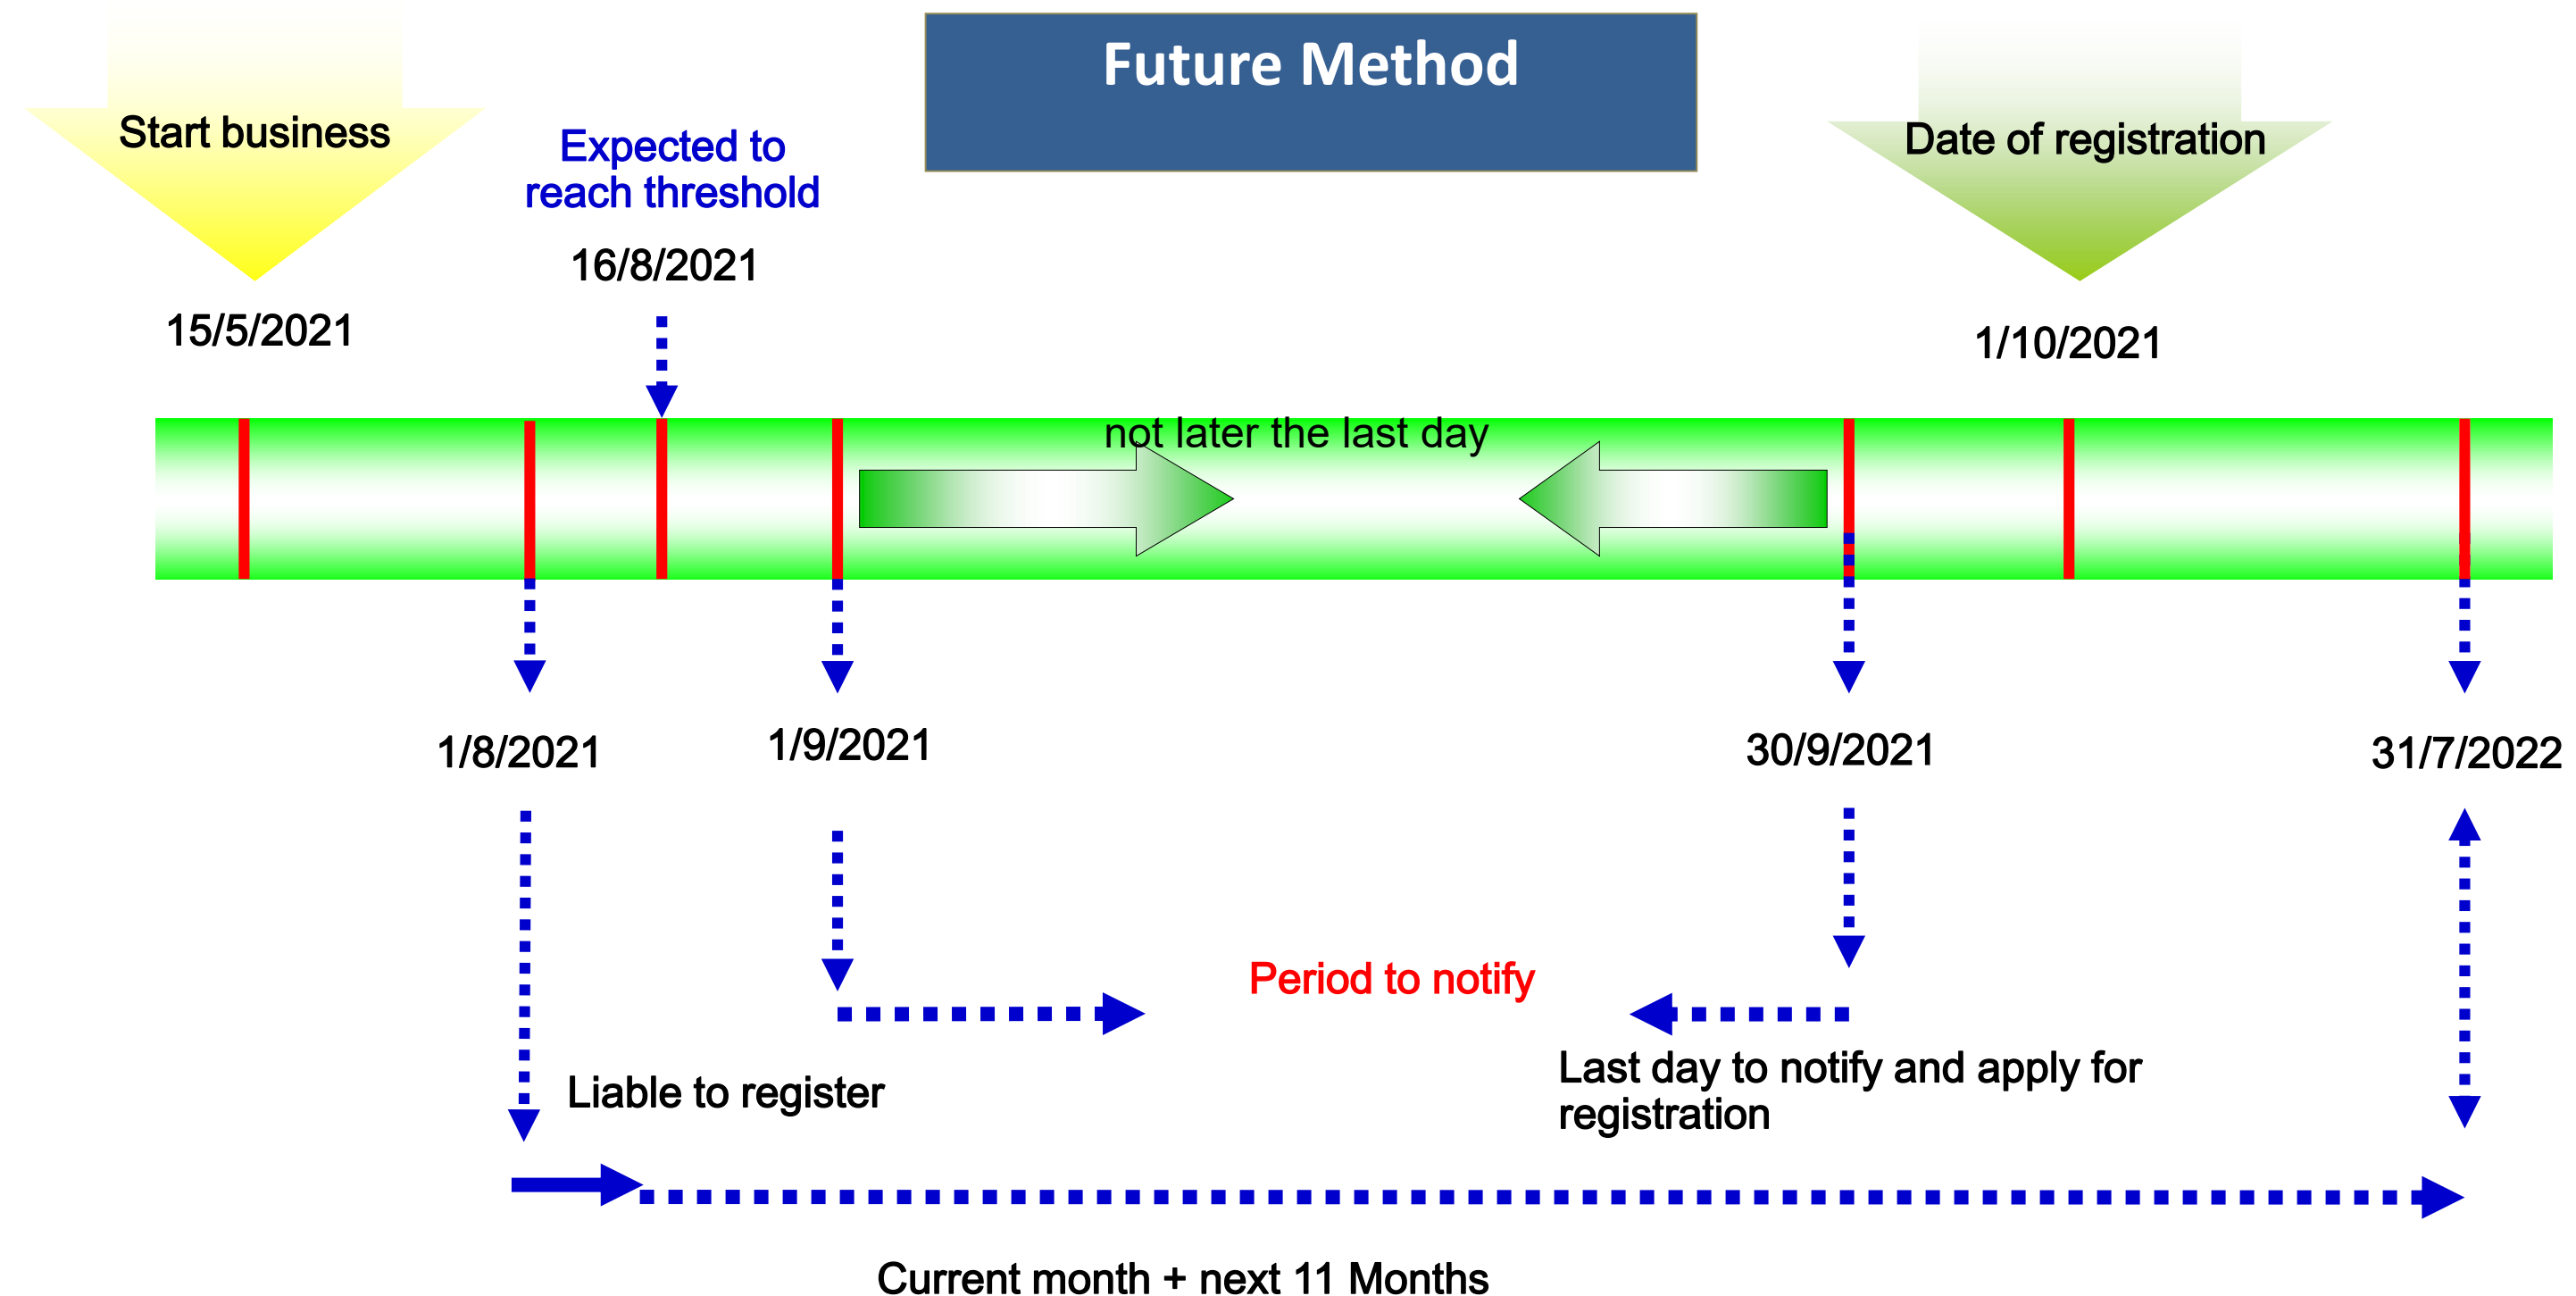 Future Method
Start business
Expected to
reach threshold
Date of registration
16/8/2021
15/5/2021
1/10/2021
not later the last day
1/8/2021
1/9/2021
30/9/2021
31/7/2022
Period to notify
Liable to register
Last day to notify and apply for
registration
Current month + next 11 Months